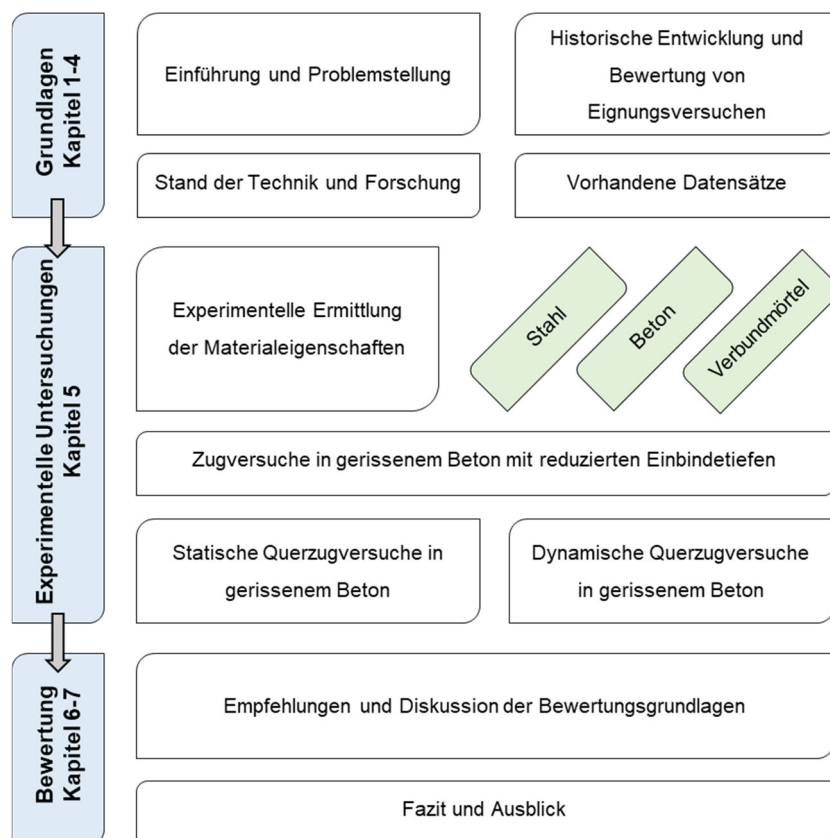 Grundlagen
Kapitel 1-4
Einführung und Problemstellung
Historische Entwicklung und
Bewertung von
Eignungsversuchen
Stand der Technik und Forschung
Vorhandene Datensätze
Experimentelle Untersuchungen
Kapitel 5
Experimentelle Ermittlung
der Materialeigenschaften
Stahl
Beton
Verbundmörtel
Zugversuche in gerissenem Beton mit reduzierten Einbindetiefen
Statische Querzugversuche in
gerissenem Beton
Dynamische Querzugversuche
in gerissenem Beton
Bewertung
Kapitel 6-7
Empfehlungen und Diskussion der Bewertungsgrundlagen
Fazit und Ausblick